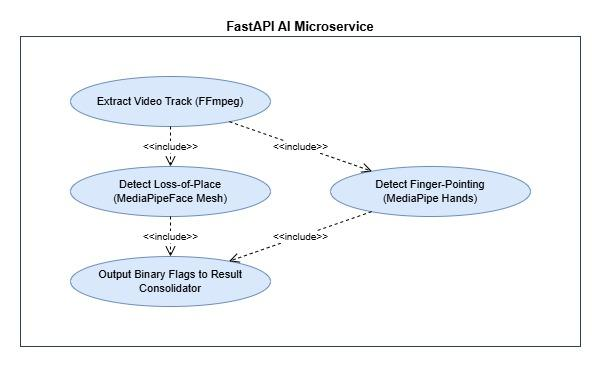 FastAPI AI Microservice
Extract Video Track (FFmpeg)
<<include>>
<<include>>
Detect Loss-of-Place
(MediaPipeFace Mesh)
Detect Finger-Pointing
(MediaPipe Hands)
<<include>>
<<include>>
Output Binary Flags to Result
Consolidator